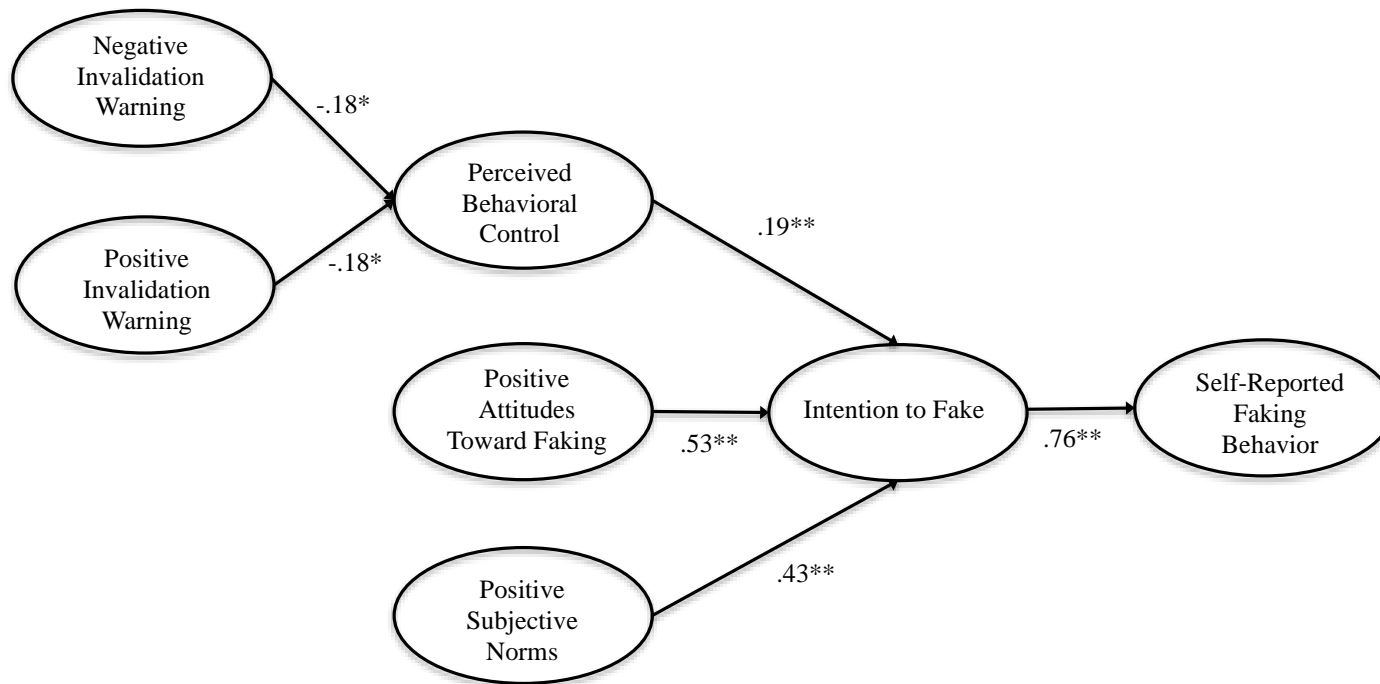 Negative
Invalidation
Warning
-.18*
Perceived
Behavioral
Control
Positive
Invalidation
Warning
-.18*
.19**
Positive
Attitudes
Toward Faking
.53**
Intention to Fake
.76**
Self-Reported
Faking
Behavior
Positive
Subjective
Norms
.43**